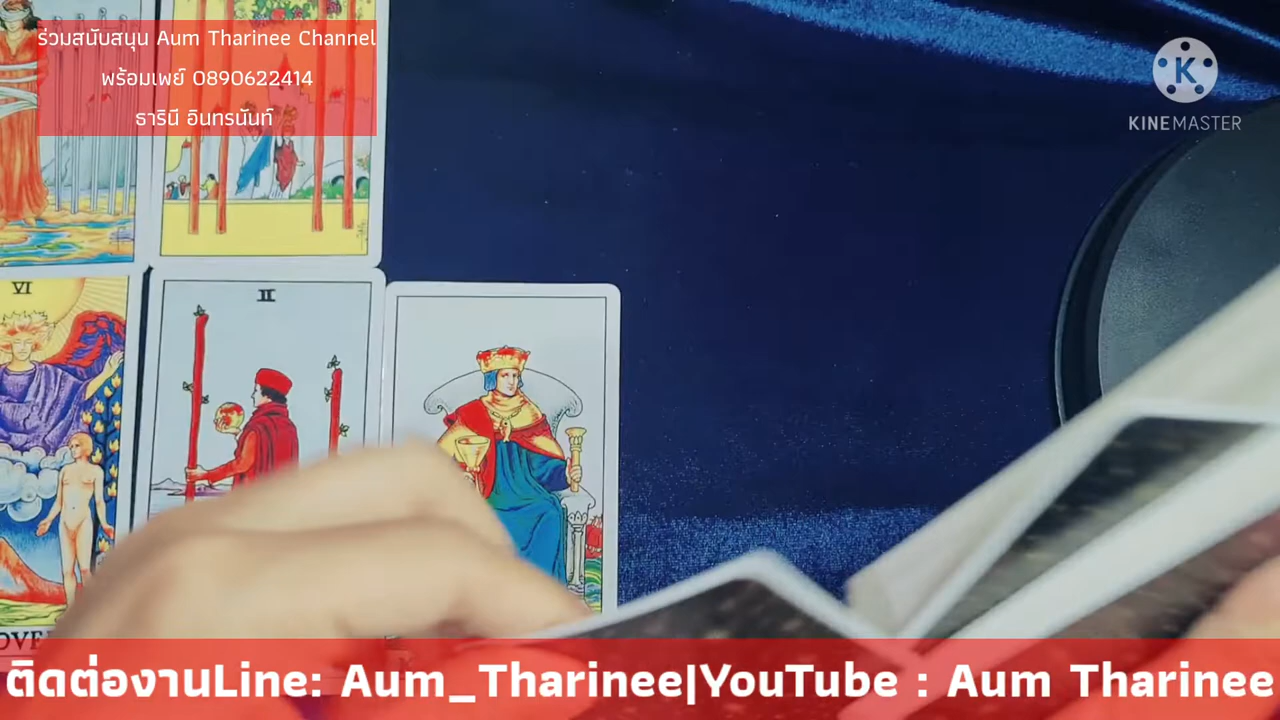 ร่วมสนับสนุน Aum Tharinee Channel
พร้อมเพย์ 0890622414
ธารินี อินทรนันท์
K
KINEMASTER
VI
II
ติดต่องานLine: Aum_Tharinee|YouTube : Aum Tharinee